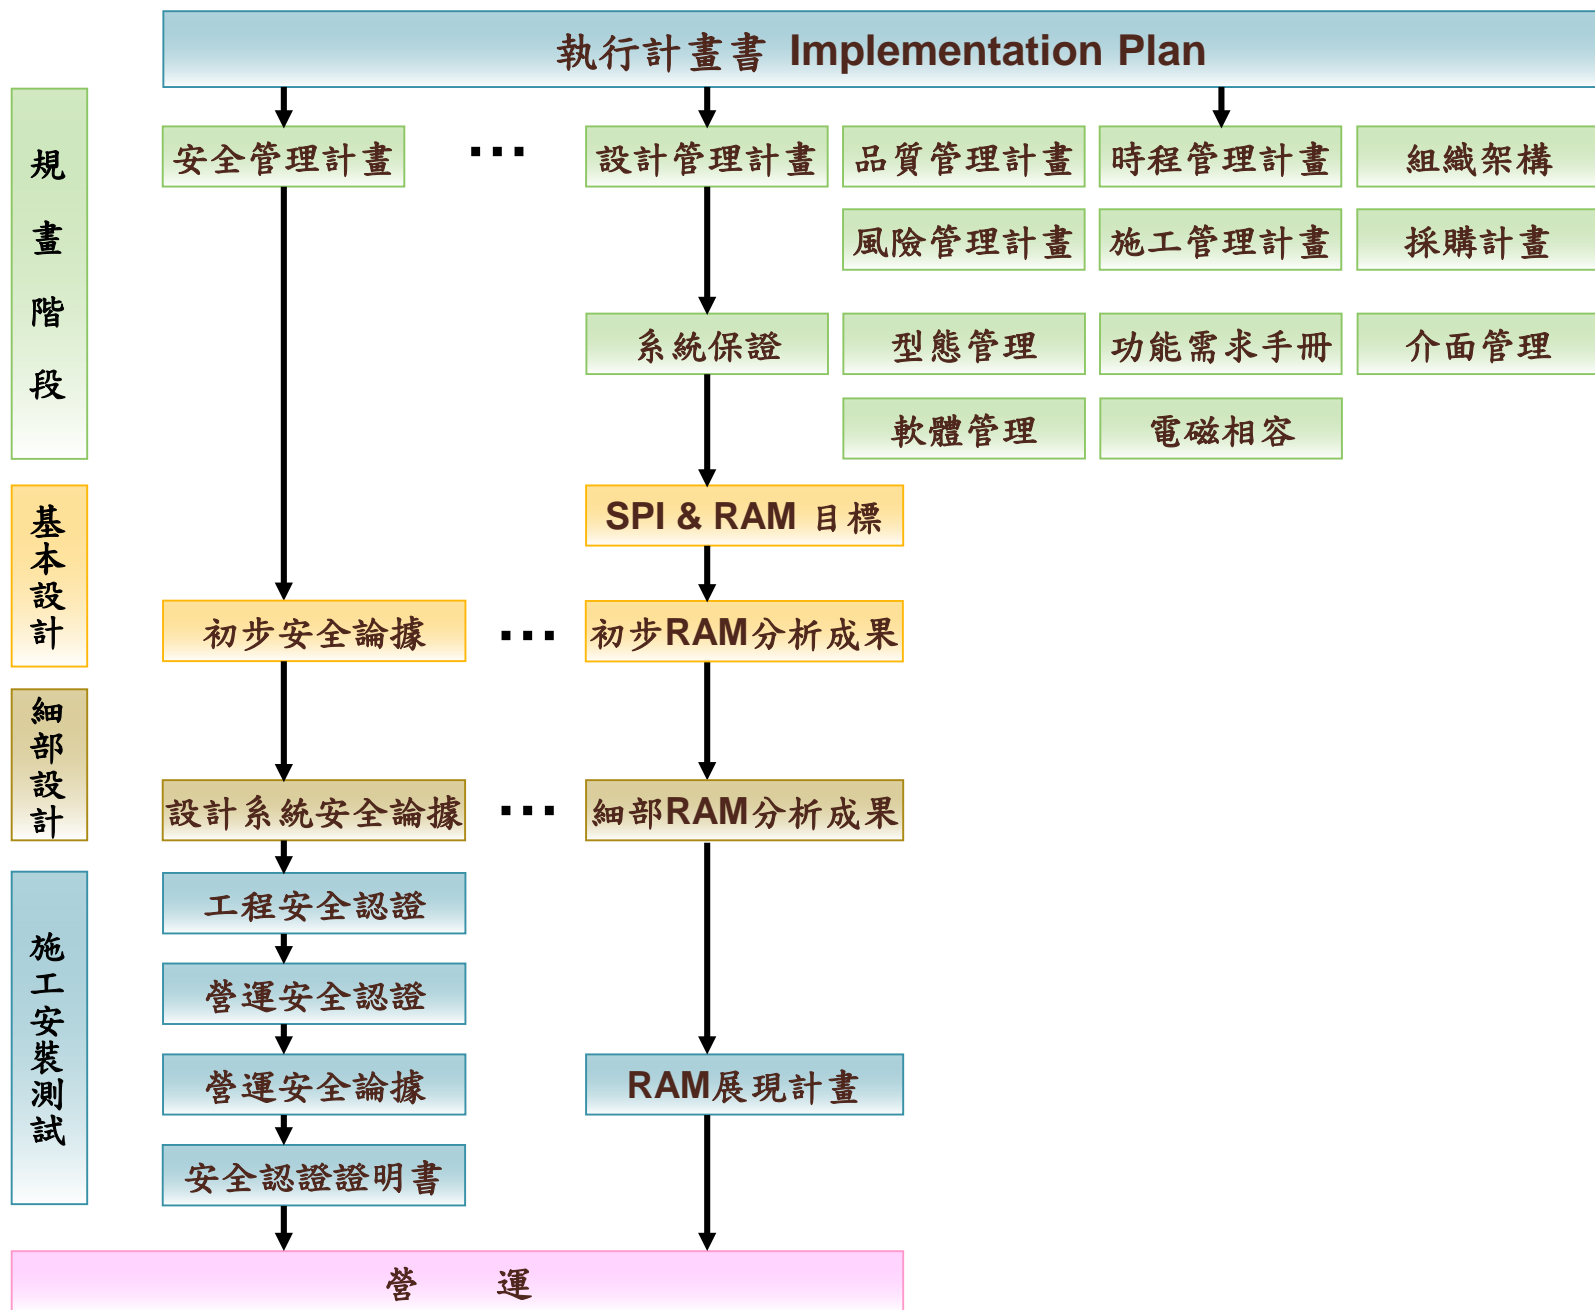 執行計畫書 Implementation Plan
規畫階段
安全管理計畫 ... 設計管理計畫 品質管理計畫 時程管理計畫 組織架構
風險管理計畫 施工管理計畫 採購計畫
系統保證 型態管理 功能需求手冊 介面管理
軟體管理 電磁相容
基本設計
SPI & RAM 目標
初步安全論據 ... 初步RAM分析成果
細部設計
設計系統安全論據 ... 細部RAM分析成果
施工安裝測試
工程安全認證
營運安全認證
營運安全論據 RAM展現計畫
安全認證證明書
營 運